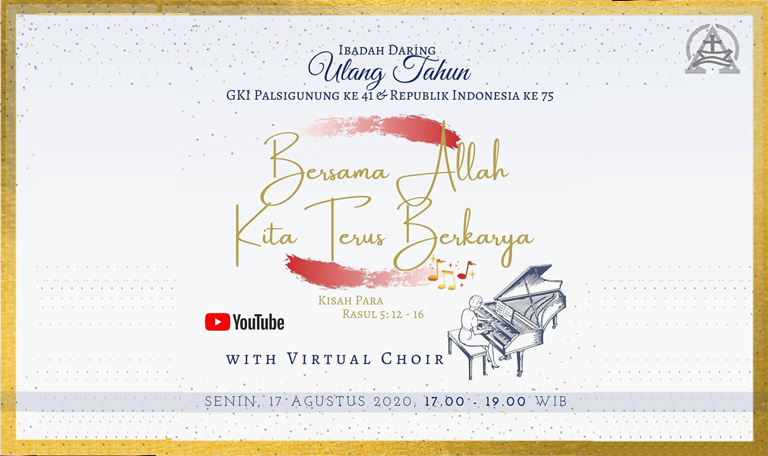 Ibadah Daring
Ulang Tahun
GKI Palsigunung ke 41 & Republik Indonesia ke 75
Bersama Allah
Kita Terus Berkarya
Kisah Para
Rasul 5: 12 - 16
YouTube
with Virtual Choir
SENIN, 17 AGUSTUS 2020, 17.00 - 19.00 WIB